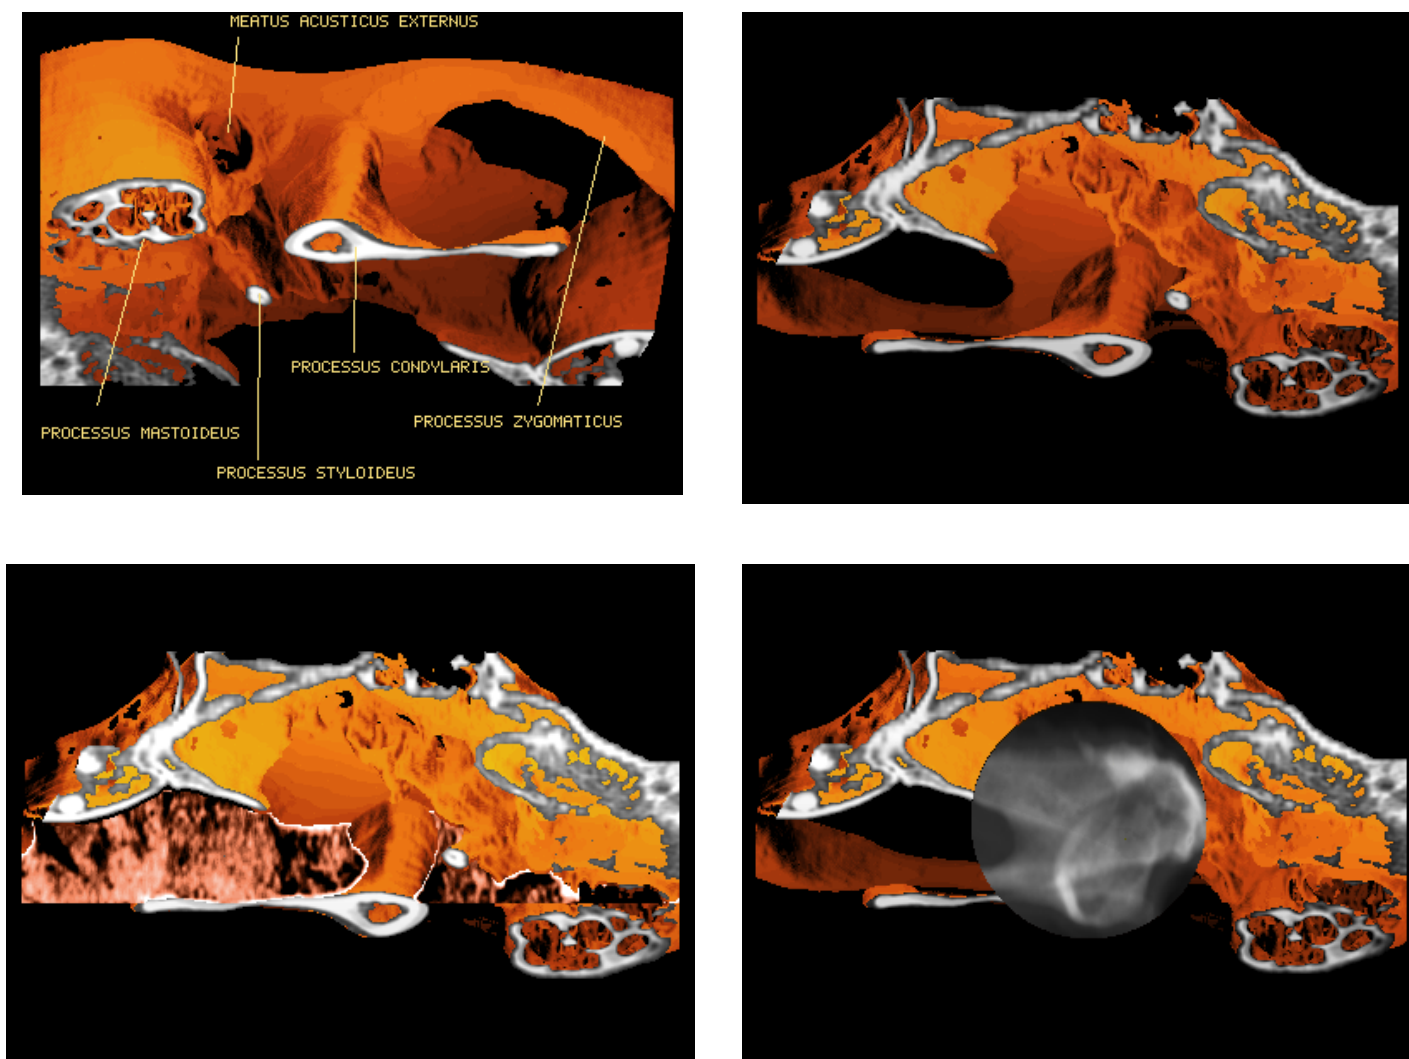 MEATUS ACUSTICUS EXTERNUS
PROCESSUS CONDYLARIS
PROCESSUS ZYGOMATICUS
PROCESSUS MASTOIDEUS
PROCESSUS STYLOIDEUS